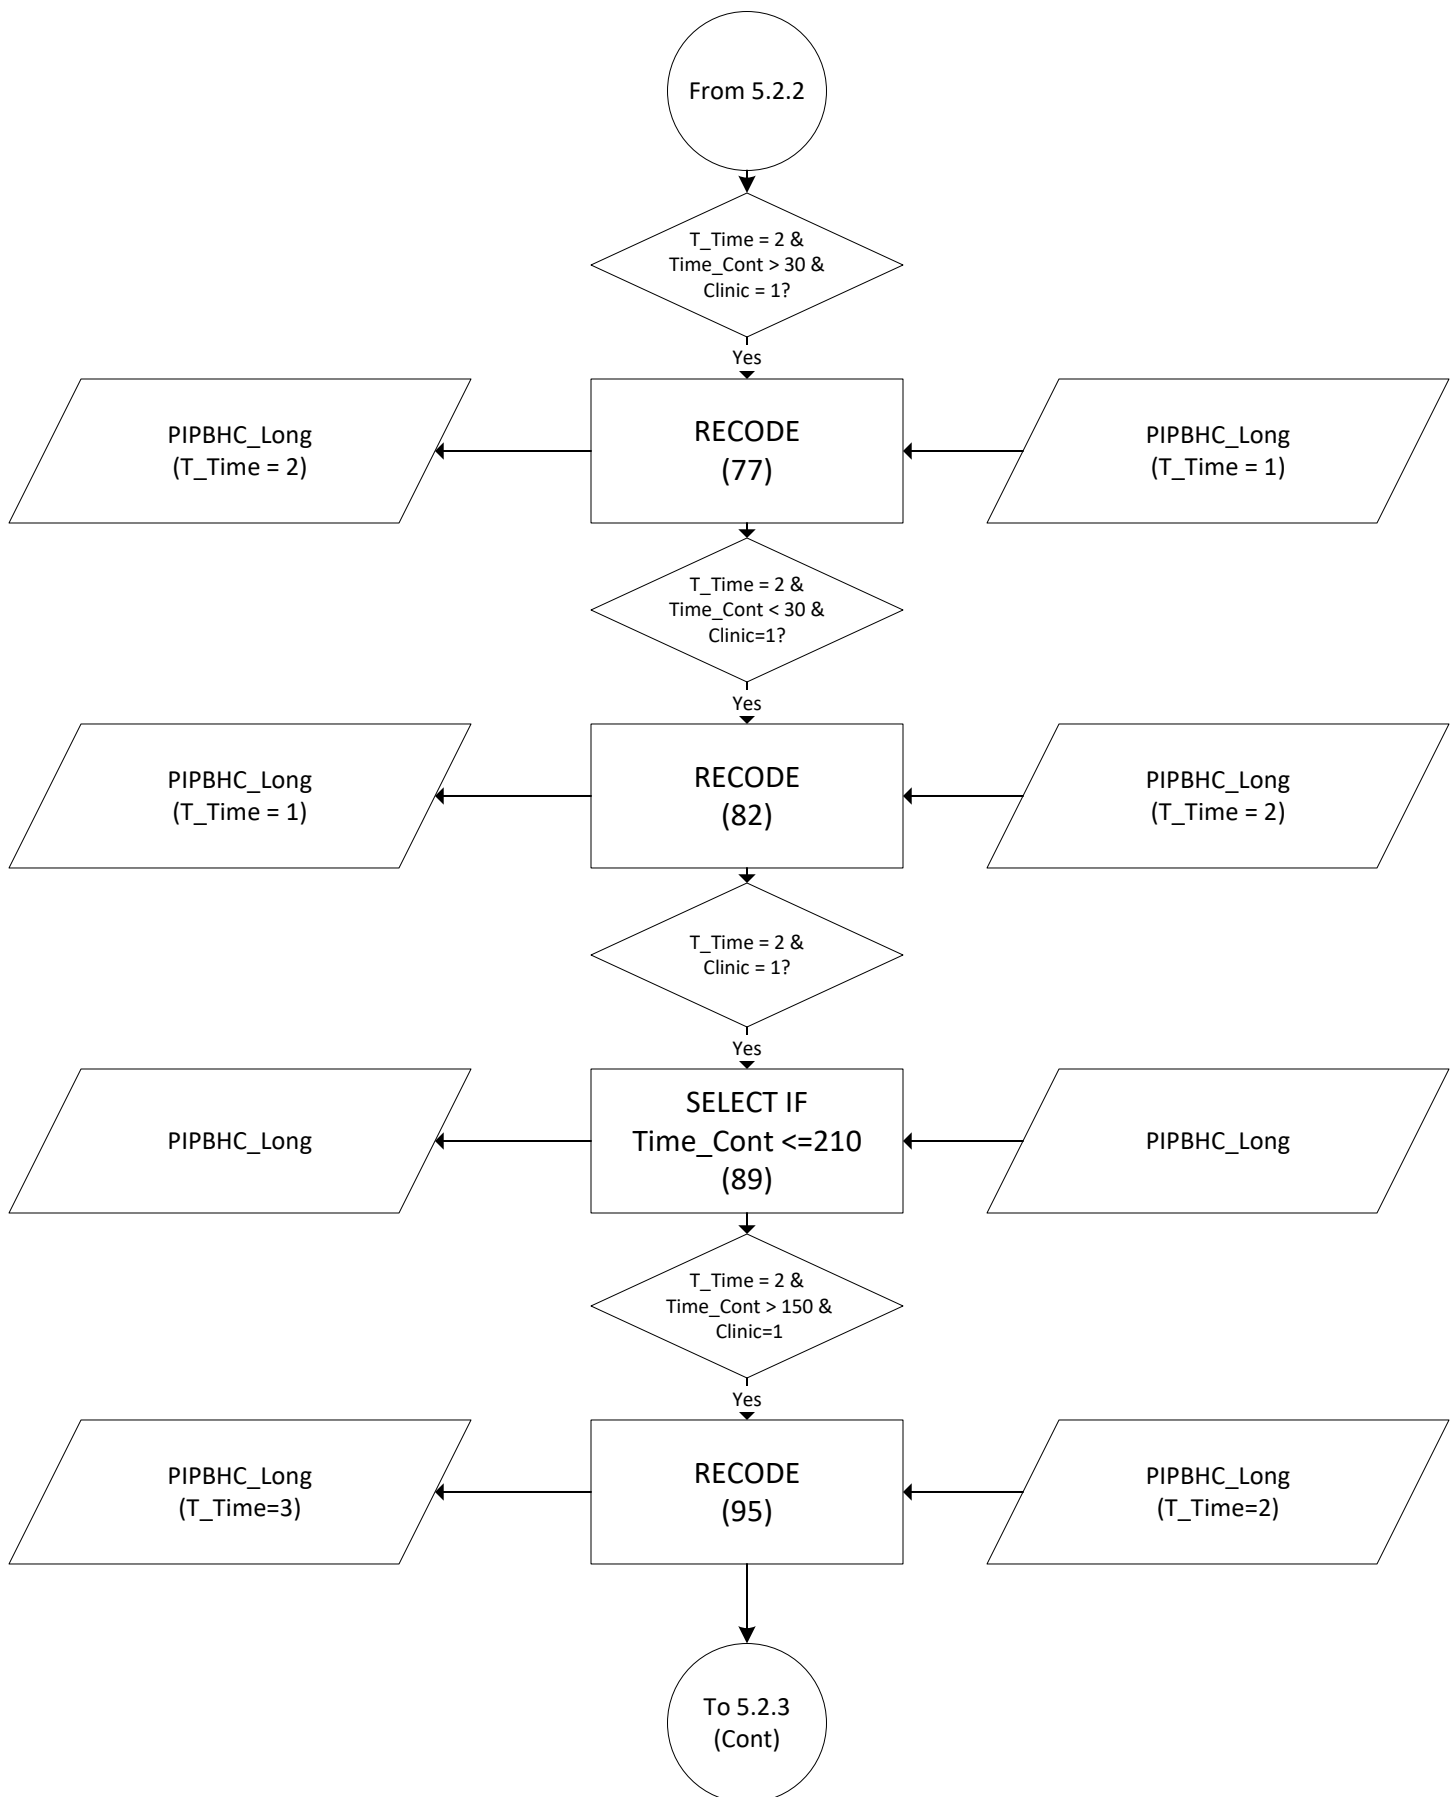 From 5.2.2
T_Time = 2 &
Time_Cont > 30 &
Clinic = 1?
Yes
PIPBHC_Long
(T_Time = 2)
RECODE
(77)
PIPBHC_Long
(T_Time = 1)
T_Time = 2 &
Time_Cont < 30 &
Clinic=1?
Yes
PIPBHC_Long
(T_Time = 1)
RECODE
(82)
PIPBHC_Long
(T_Time = 2)
T_Time = 2 &
Clinic = 1?
Yes
PIPBHC_Long
SELECT IF
Time_Cont <=210
(89)
PIPBHC_Long
T_Time = 2 &
Time_Cont > 150 &
Clinic=1
Yes
PIPBHC_Long
(T_Time=3)
RECODE
(95)
PIPBHC_Long
(T_Time=2)
To 5.2.3
(Cont)